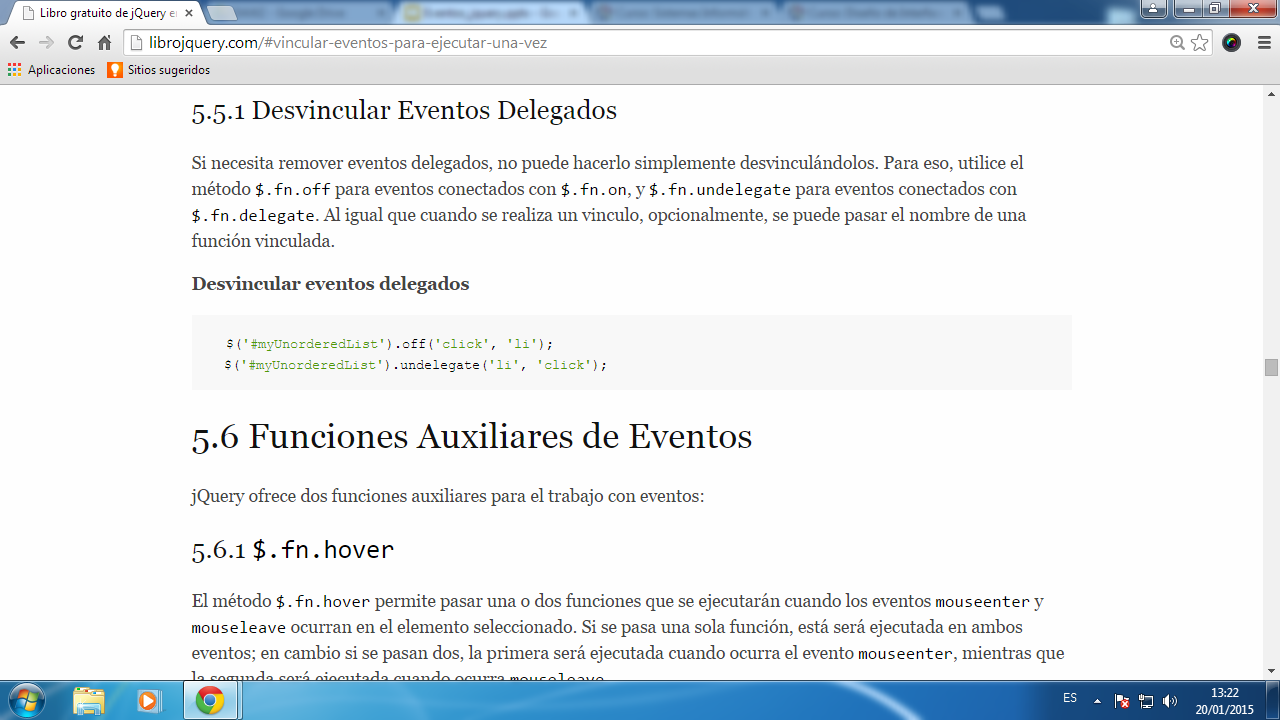 Libro gratuito de jQuery e
librojquery.com/#vincular-eventos-para-ejecutar-una-vez
Aplicaciones Sitios sugeridos
5.5.1 Desvincular Eventos Delegados
Si necesita remover eventos delegados, no puede hacerlo simplemente desvinculándolos. Para eso, utilice el
método $.fn.off para eventos conectados con $.fn.on, y $.fn.undelegate para eventos conectados con
$.fn.delegate. Al igual que cuando se realiza un vinculo, opcionalmente, se puede pasar el nombre de una
función vinculada.
Desvincular eventos delegados
$('#myUnorderedList').off('click', 'li');
$('#myUnorderedList').undelegate('li', 'click');
5.6 Funciones Auxiliares de Eventos
jQuery ofrece dos funciones auxiliares para el trabajo con eventos:
5.6.1 $.fn.hover
El método $.fn.hover permite pasar una o dos funciones que se ejecutarán cuando los eventos mouseenter y
mouseleave ocurran en el elemento seleccionado. Si se pasa una sola función, está será ejecutada en ambos
eventos; en cambio si se pasan dos, la primera será ejecutada cuando ocurra el evento mouseenter, mientras que
la segunda será ejecutada cuando ocurra mouseleave.
ES
13:22
20/01/2015